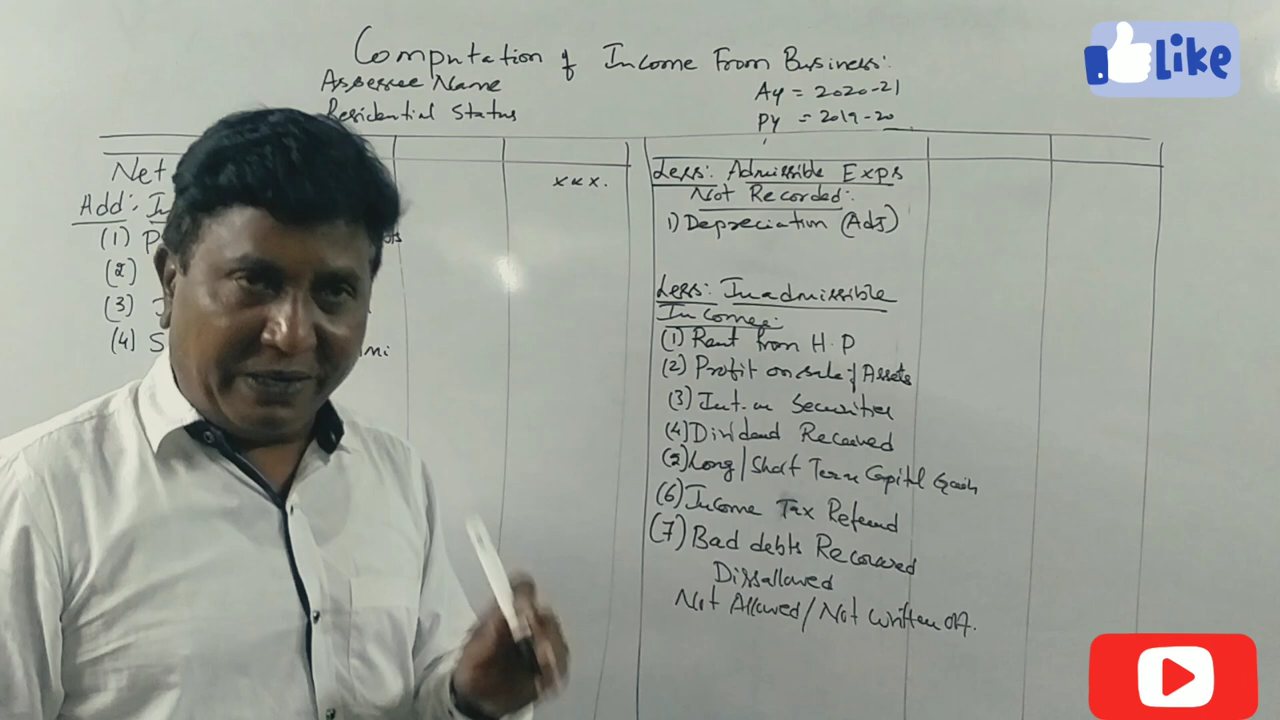 Computation of Income From Business:
Assessee Name
Residential Status
Ay = 2020-21
PY = 2019-20
Net
xxx.
Add:
(1) P
(2)
(3)
(4) S
Less: Admissible Exps
Not Recorded:
1) Depreciation (Adj)
Less: Inadmissible
Income:
(1) Rent from H.P
(2) Profit on sale of Assets
(3) Int. on Securities
(4) Dividend Received
(5) Long/Short Term Capital Gain
(6) Income Tax Refund
(7) Bad debts Recovered
Dissallowed
Not Allowed/Not written off.
Like